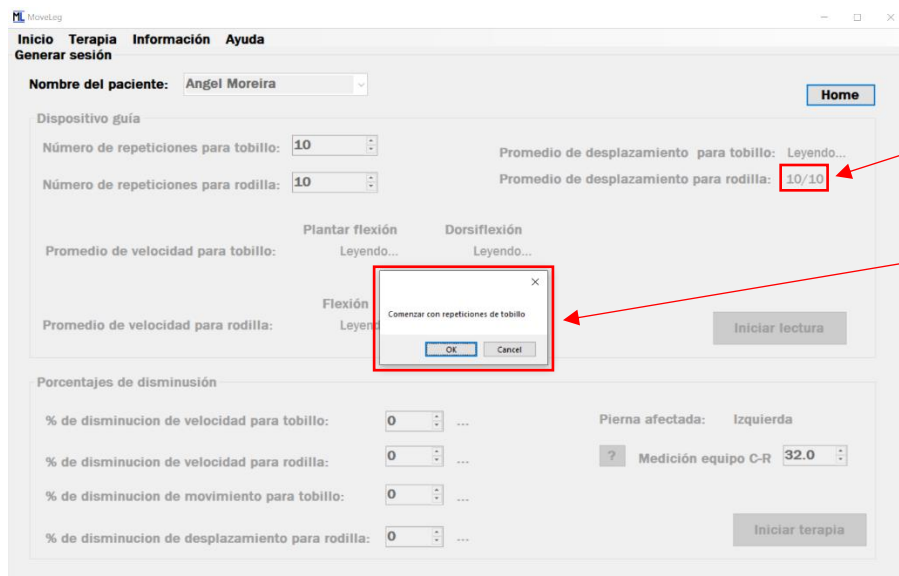 MoveLeg
Inicio Terapia Información Ayuda
Generar sesión
Nombre del paciente: Angel Moreira
Home
Dispositivo guía
Número de repeticiones para tobillo: 10
Promedio de desplazamiento para tobillo: Leyendo...
Número de repeticiones para rodilla: 10
Promedio de desplazamiento para rodilla: 10/10
Plantar flexión Dorsiflexión
Promedio de velocidad para tobillo: Leyendo... Leyendo...
Flexión
Comenzar con repeticiones de tobillo
Promedio de velocidad para rodilla: Leyend
OK Cancel
Iniciar lectura
Porcentajes de disminusión
% de disminucion de velocidad para tobillo: 0 ...
Pierna afectada: Izquierda
% de disminucion de velocidad para rodilla: 0 ...
? Medición equipo C-R 32.0
% de disminucion de movimiento para tobillo: 0 ...
% de disminucion de desplazamiento para rodilla: 0 ...
Iniciar terapia